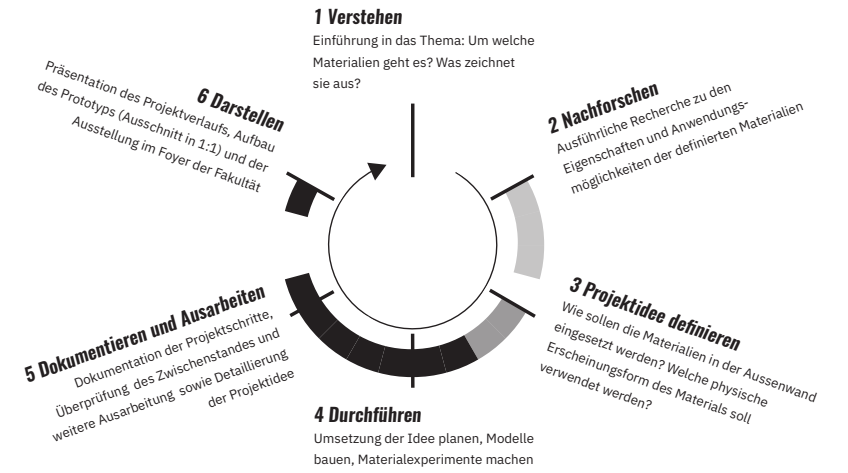 1 Verstehen
Einführung in das Thema: Um welche
Materialien geht es? Was zeichnet
sie aus?
2 Nachforschen
Ausführliche Recherche zu den
Eigenschaften und Anwendungs-
möglichkeiten der definierten Materialien
3 Projektidee definieren
Wie sollen die Materialien in der Aussenwand
eingesetzt werden? Welche physische
Erscheinungsform des Materials soll
verwendet werden?
4 Durchführen
Umsetzung der Idee planen, Modelle
bauen, Materialexperimente machen
5 Dokumentieren und Ausarbeiten
Dokumentation der Projektschritte,
Überprüfung des Zwischenstandes und
weitere Ausarbeitung sowie Detaillierung
der Projektidee
6 Darstellen
Präsentation des Projektverlaufs, Aufbau
des Prototyps (Ausschnitt in 1:1) und der
Ausstellung im Foyer der Fakultät